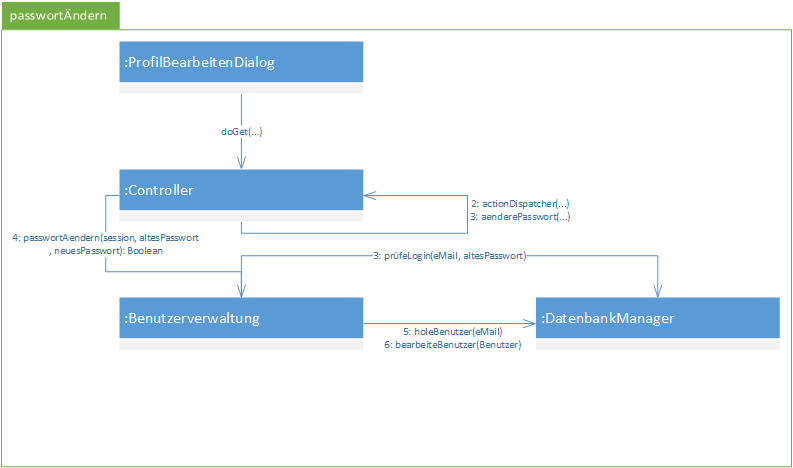 passwortÄndern
:ProfilBearbeitenDialog
doGet(...)
:Controller
2: actionDispatcher(...)
3: aenderePasswort(...)
4: passwortAendern(session, altesPasswort
, neuesPasswort): Boolean
3: prüfeLogin(eMail, altesPasswort)
:Benutzerverwaltung
:DatenbankManager
5: holeBenutzer(eMail)
6: bearbeiteBenutzer(Benutzer)